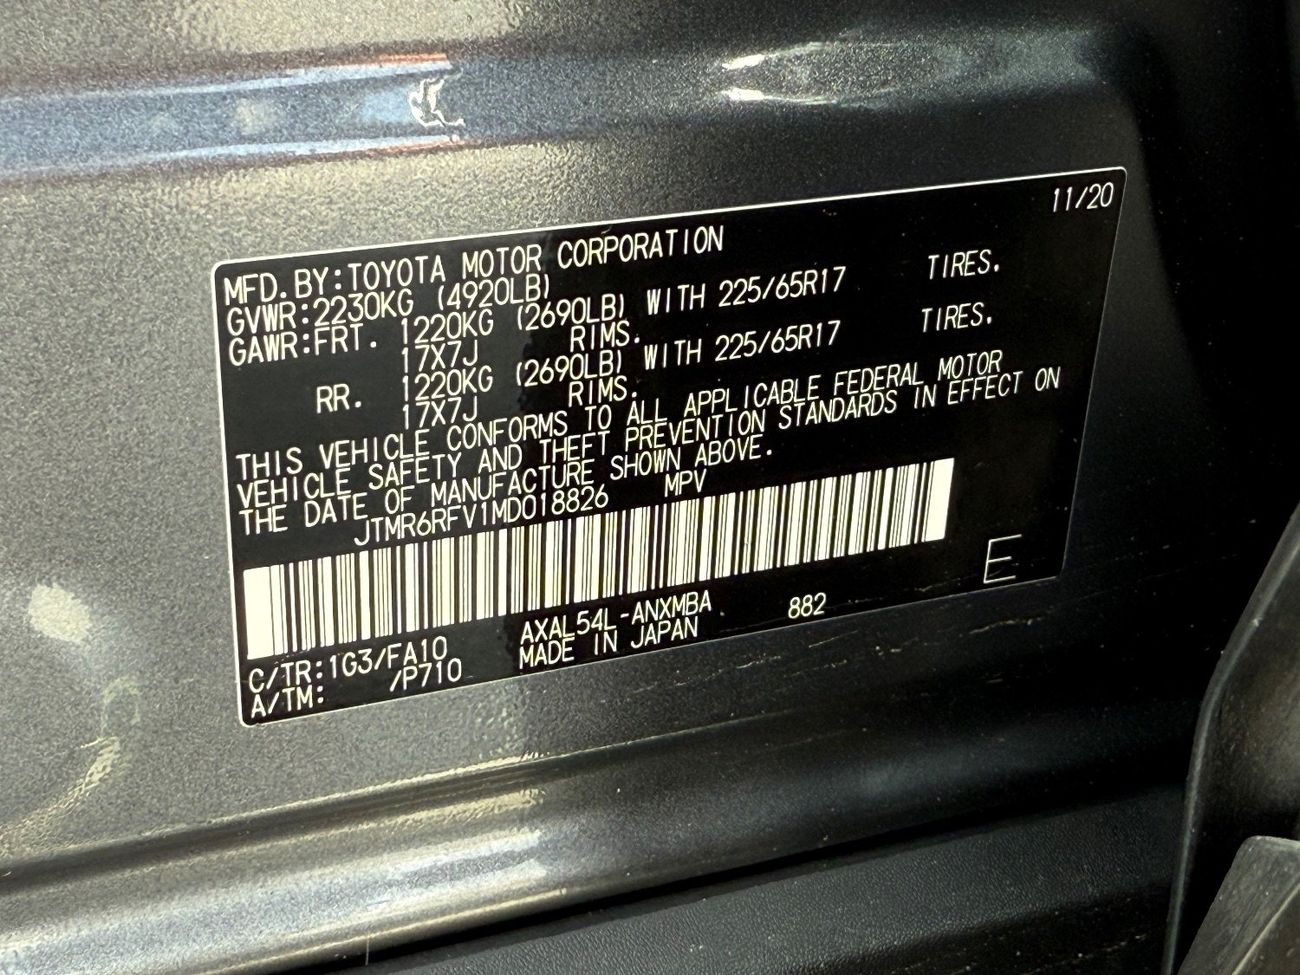 11/20
MFD. BY: TOYOTA MOTOR CORPORATION
GVWR: 2230KG (4920LB)
GAWR: FRT. 1220KG (2690LB) WITH 225/65R17 TIRES.
17X7J RIMS.
RR. 1220KG (2690LB) WITH 225/65R17 TIRES.
17X7J RIMS.
THIS VEHICLE CONFORMS TO ALL APPLICABLE FEDERAL MOTOR
VEHICLE SAFETY AND THEFT PREVENTION STANDARDS IN EFFECT ON
THE DATE OF MANUFACTURE SHOWN ABOVE.
JTMR6RFV1MD018826 MPV
E
C/TR: 1G3/FA10 AXAL54L-ANXMBA 882
A/TM: /P710 MADE IN JAPAN